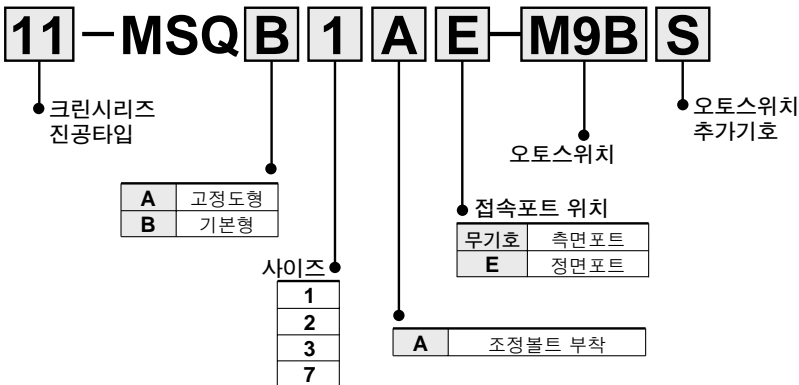 11-MSQB1AE-M9BS
크린시리즈
진공타입
오토스위치
추가기호
오토스위치
A 고정도형
B 기본형
접속포트 위치
무기호 측면포트
E 정면포트
사이즈
1
2
3
7
A 조정볼트 부착